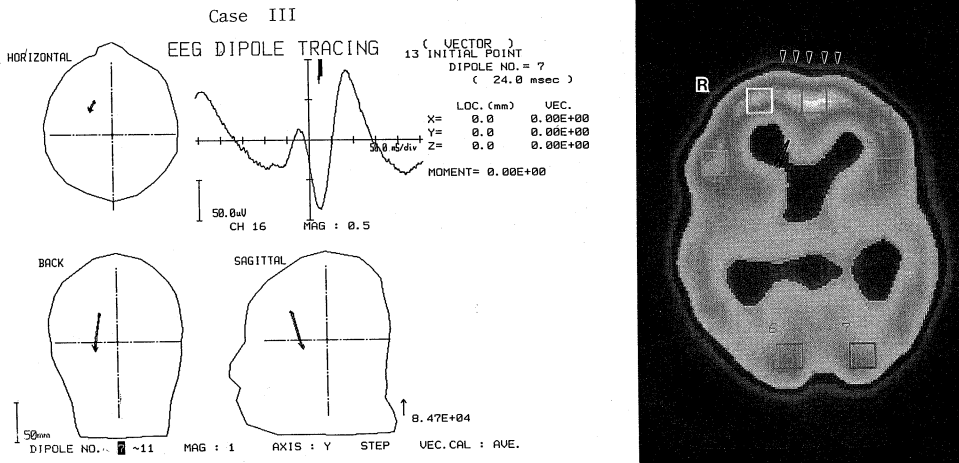 Case III
HORIZONTAL
EEG DIPOLE TRACING
( VECTOR )
13 INITIAL POINT
DIPOLE NO.= 7
( 24.0 msec )
LOC.(mm) VEC.
X= 0.0 0.00E+00
Y= 0.0 0.00E+00
Z= 0.0 0.00E+00
MOMENT= 0.00E+00
50.0 mS/div
50.0uV
CH 16 MAG : 0.5
BACK
SAGITTAL
8.47E+04
50mm
DIPOLE NO. 7 ~11 MAG : 1 AXIS : Y STEP VEC.CAL : AVE.
R
6 7